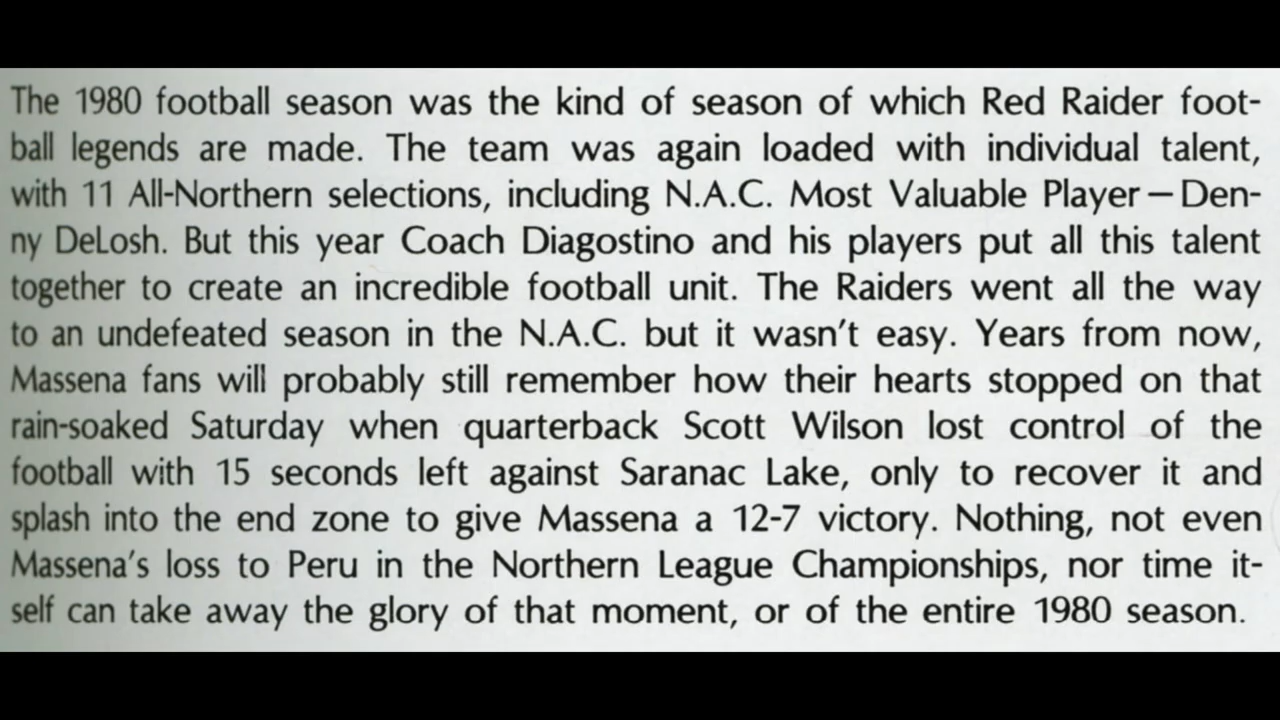 The 1980 football season was the kind of season of which Red Raider foot-
ball legends are made. The team was again loaded with individual talent,
with 11 All-Northern selections, including N.A.C. Most Valuable Player — Den-
ny DeLosh. But this year Coach Diagostino and his players put all this talent
together to create an incredible football unit. The Raiders went all the way
to an undefeated season in the N.A.C. but it wasn't easy. Years from now,
Massena fans will probably still remember how their hearts stopped on that
rain-soaked Saturday when quarterback Scott Wilson lost control of the
football with 15 seconds left against Saranac Lake, only to recover it and
splash into the end zone to give Massena a 12-7 victory. Nothing, not even
Massena's loss to Peru in the Northern League Championships, nor time it-
self can take away the glory of that moment, or of the entire 1980 season.